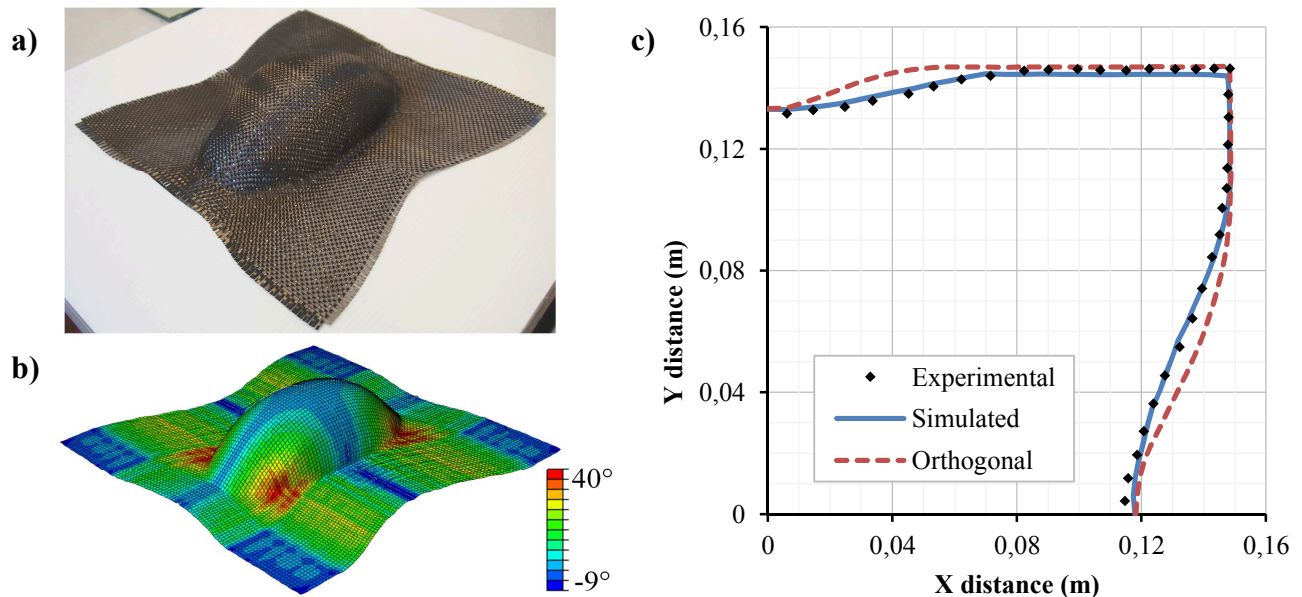 a)
b)
40°
-9°
c)
0,16
0,12
0,08
0,04
0
Y distance (m)
Experimental
Simulated
Orthogonal
0 0,04 0,08 0,12 0,16
X distance (m)